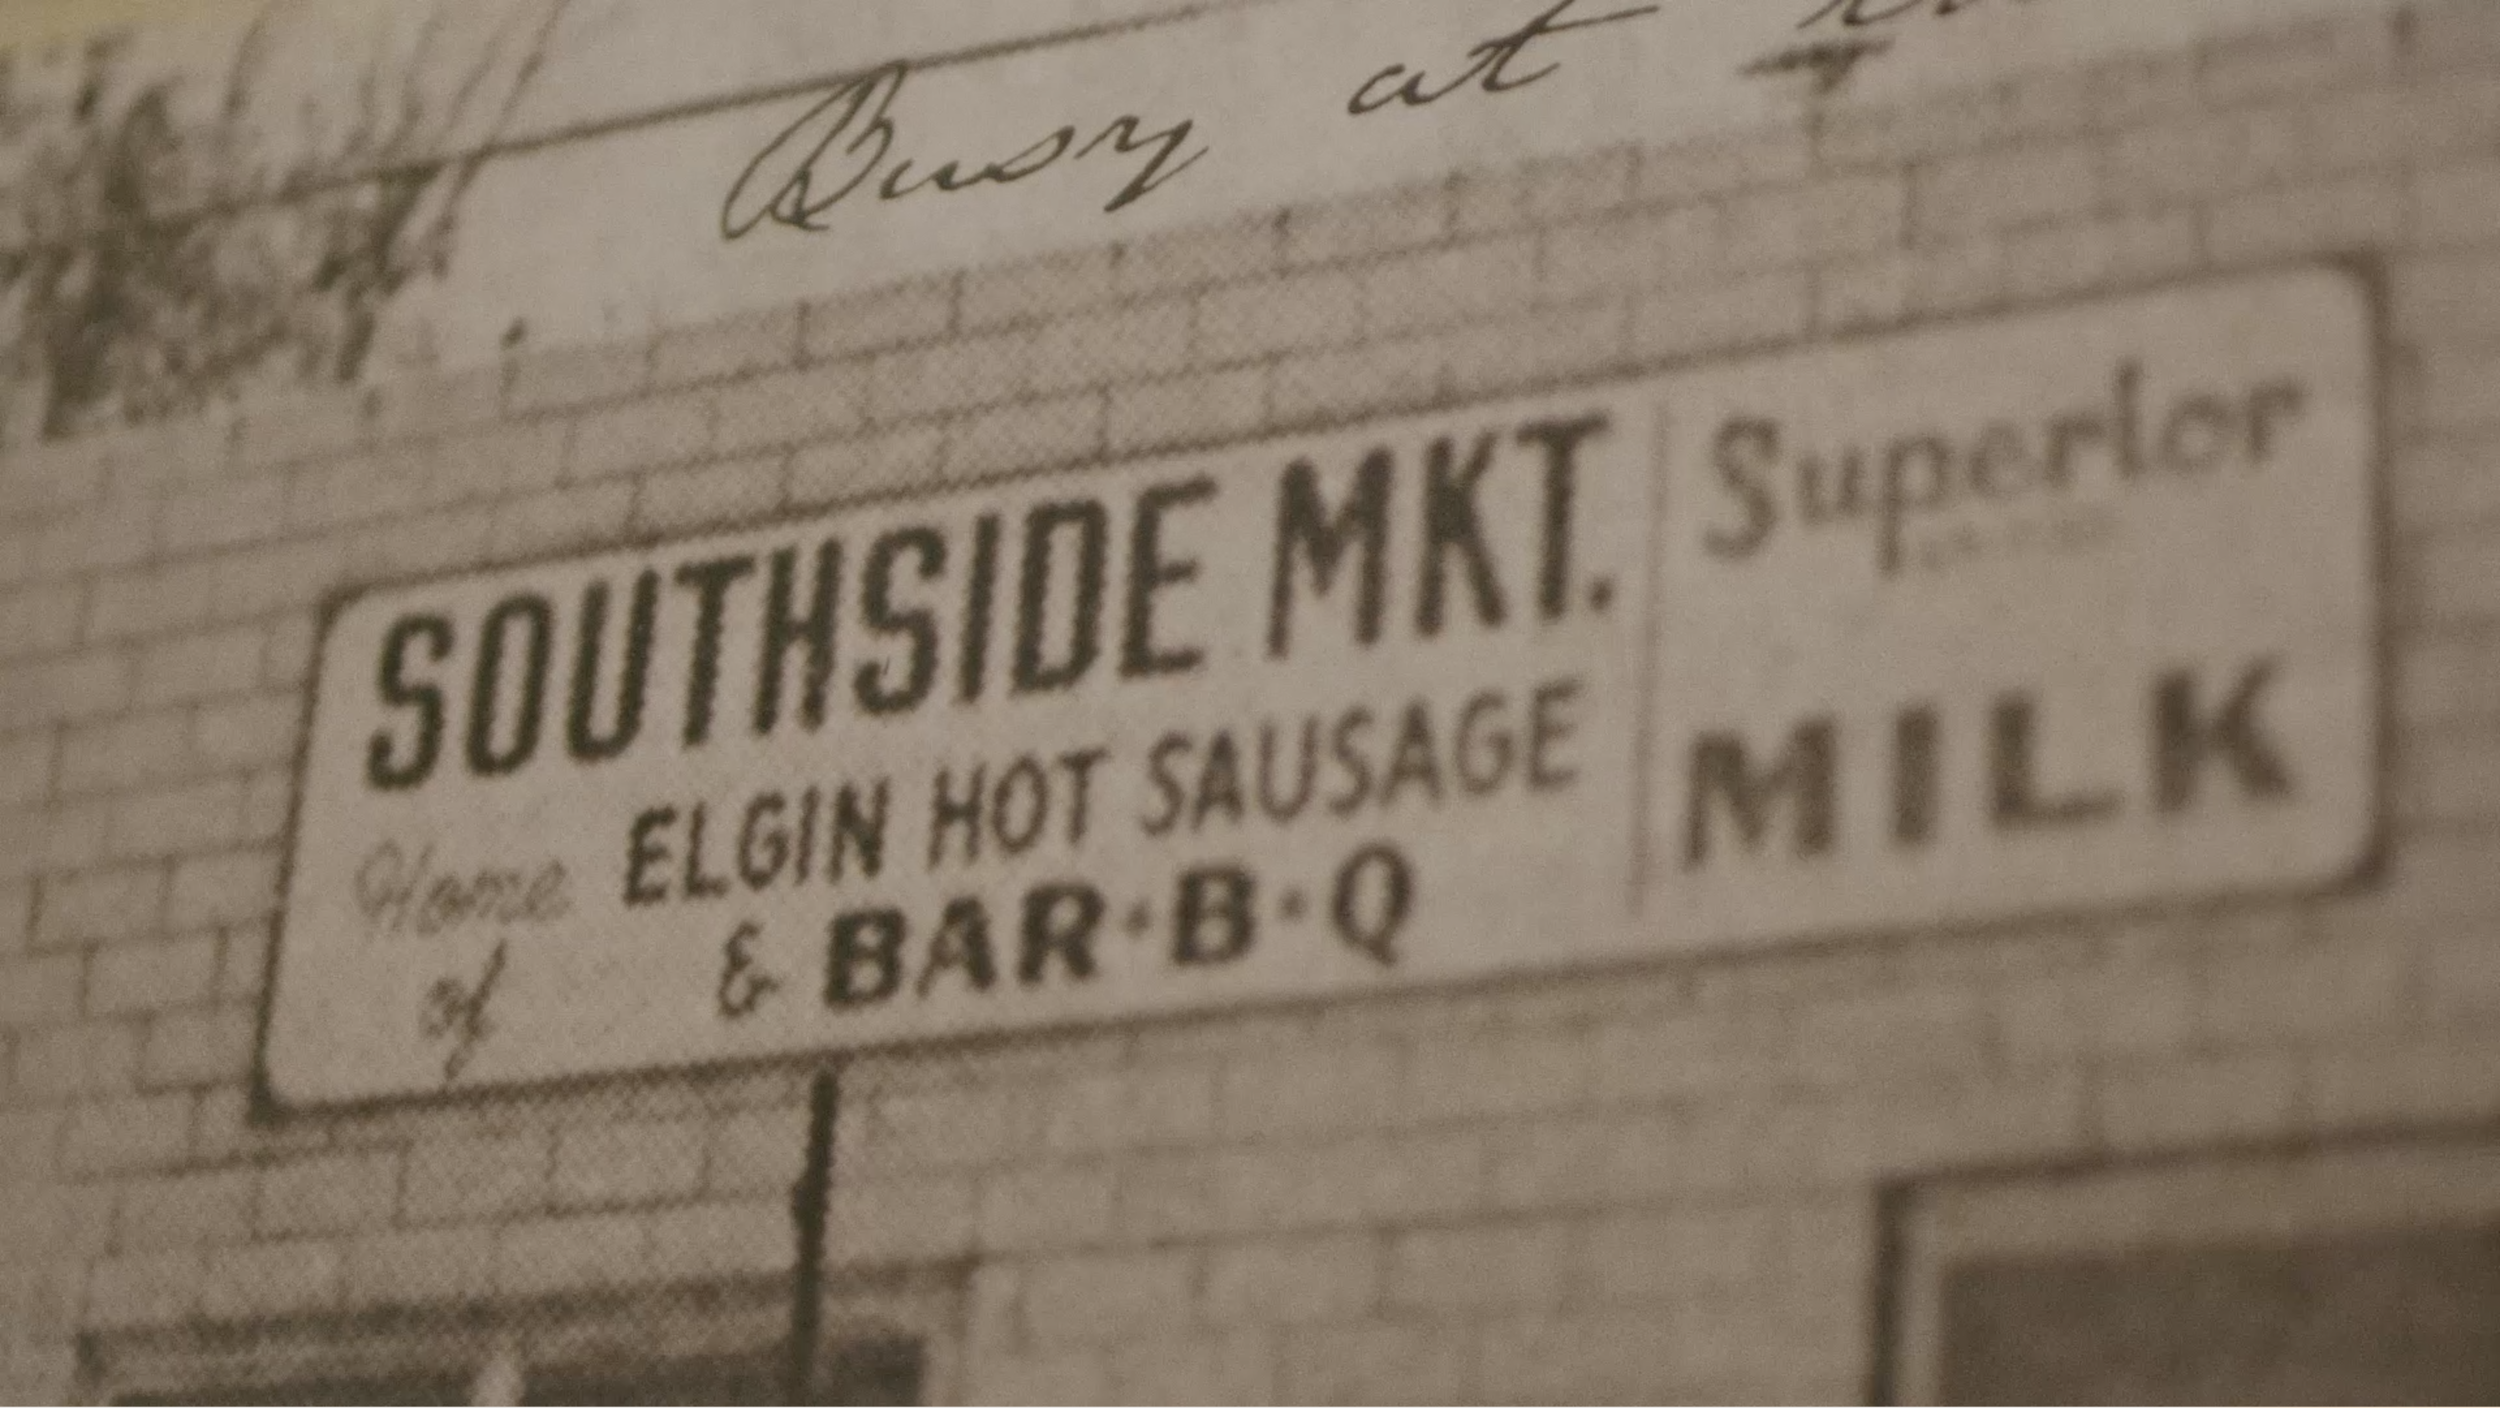 Busy at
SOUTHSIDE MKT.
Home of ELGIN HOT SAUSAGE
& BAR·B·Q
Superior
MILK